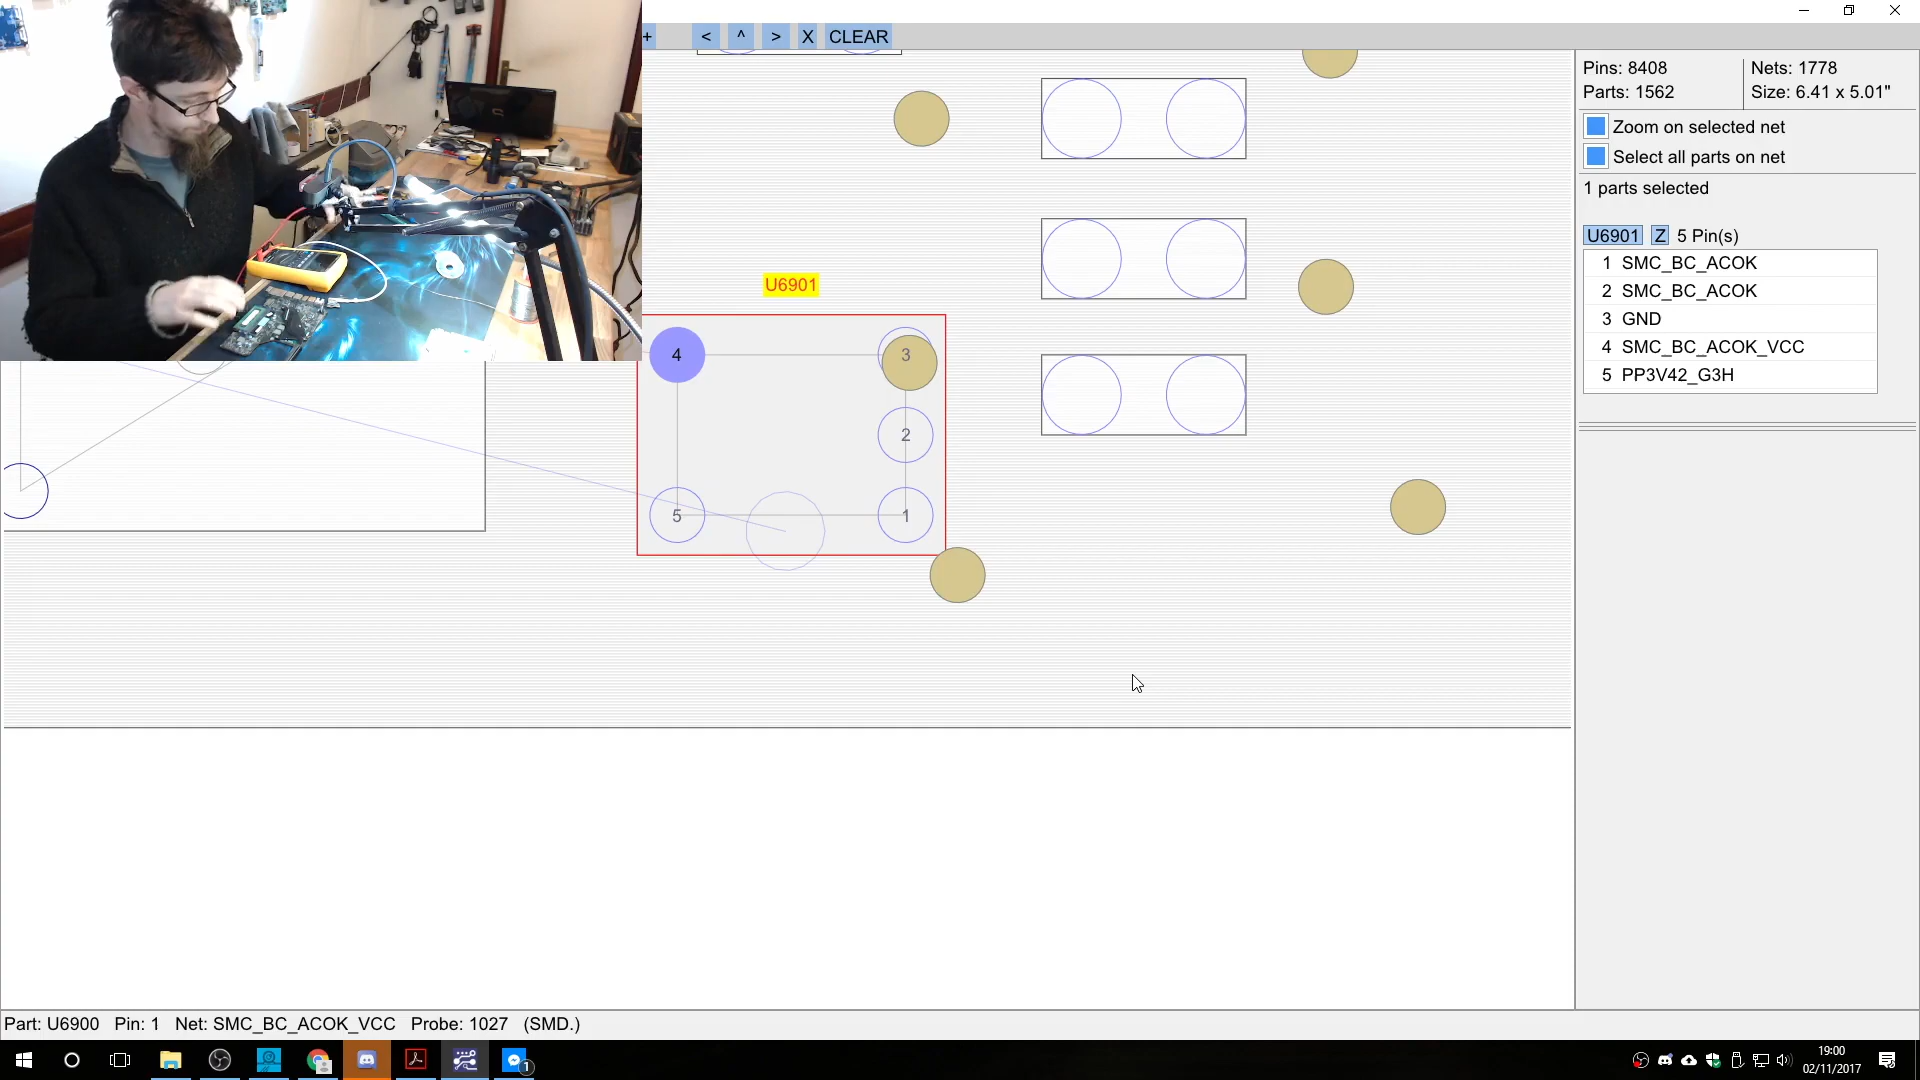 + < ^ > X CLEAR
Pins: 8408 Nets: 1778
Parts: 1562 Size: 6.41 x 5.01"
Zoom on selected net
Select all parts on net
1 parts selected
U6901 Z 5 Pin(s)
1 SMC_BC_ACOK
2 SMC_BC_ACOK
3 GND
4 SMC_BC_ACOK_VCC
5 PP3V42_G3H
U6901
4 3
2
5 1
Part: U6900 Pin: 1 Net: SMC_BC_ACOK_VCC Probe: 1027 (SMD.)
1
19:00
02/11/2017